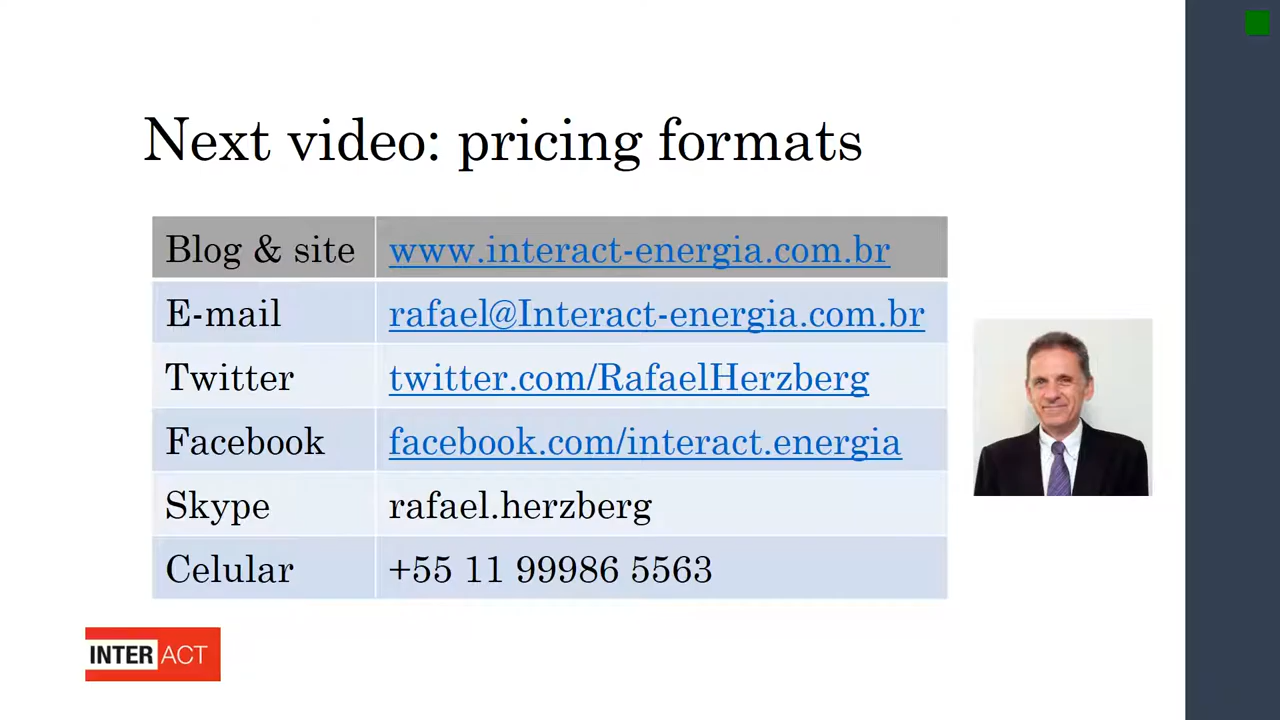 Next video: pricing formats
Blog & site www.interact-energia.com.br
E-mail rafael@Interact-energia.com.br
Twitter twitter.com/RafaelHerzberg
Facebook facebook.com/interact.energia
Skype rafael.herzberg
Celular +55 11 99986 5563
INTERACT